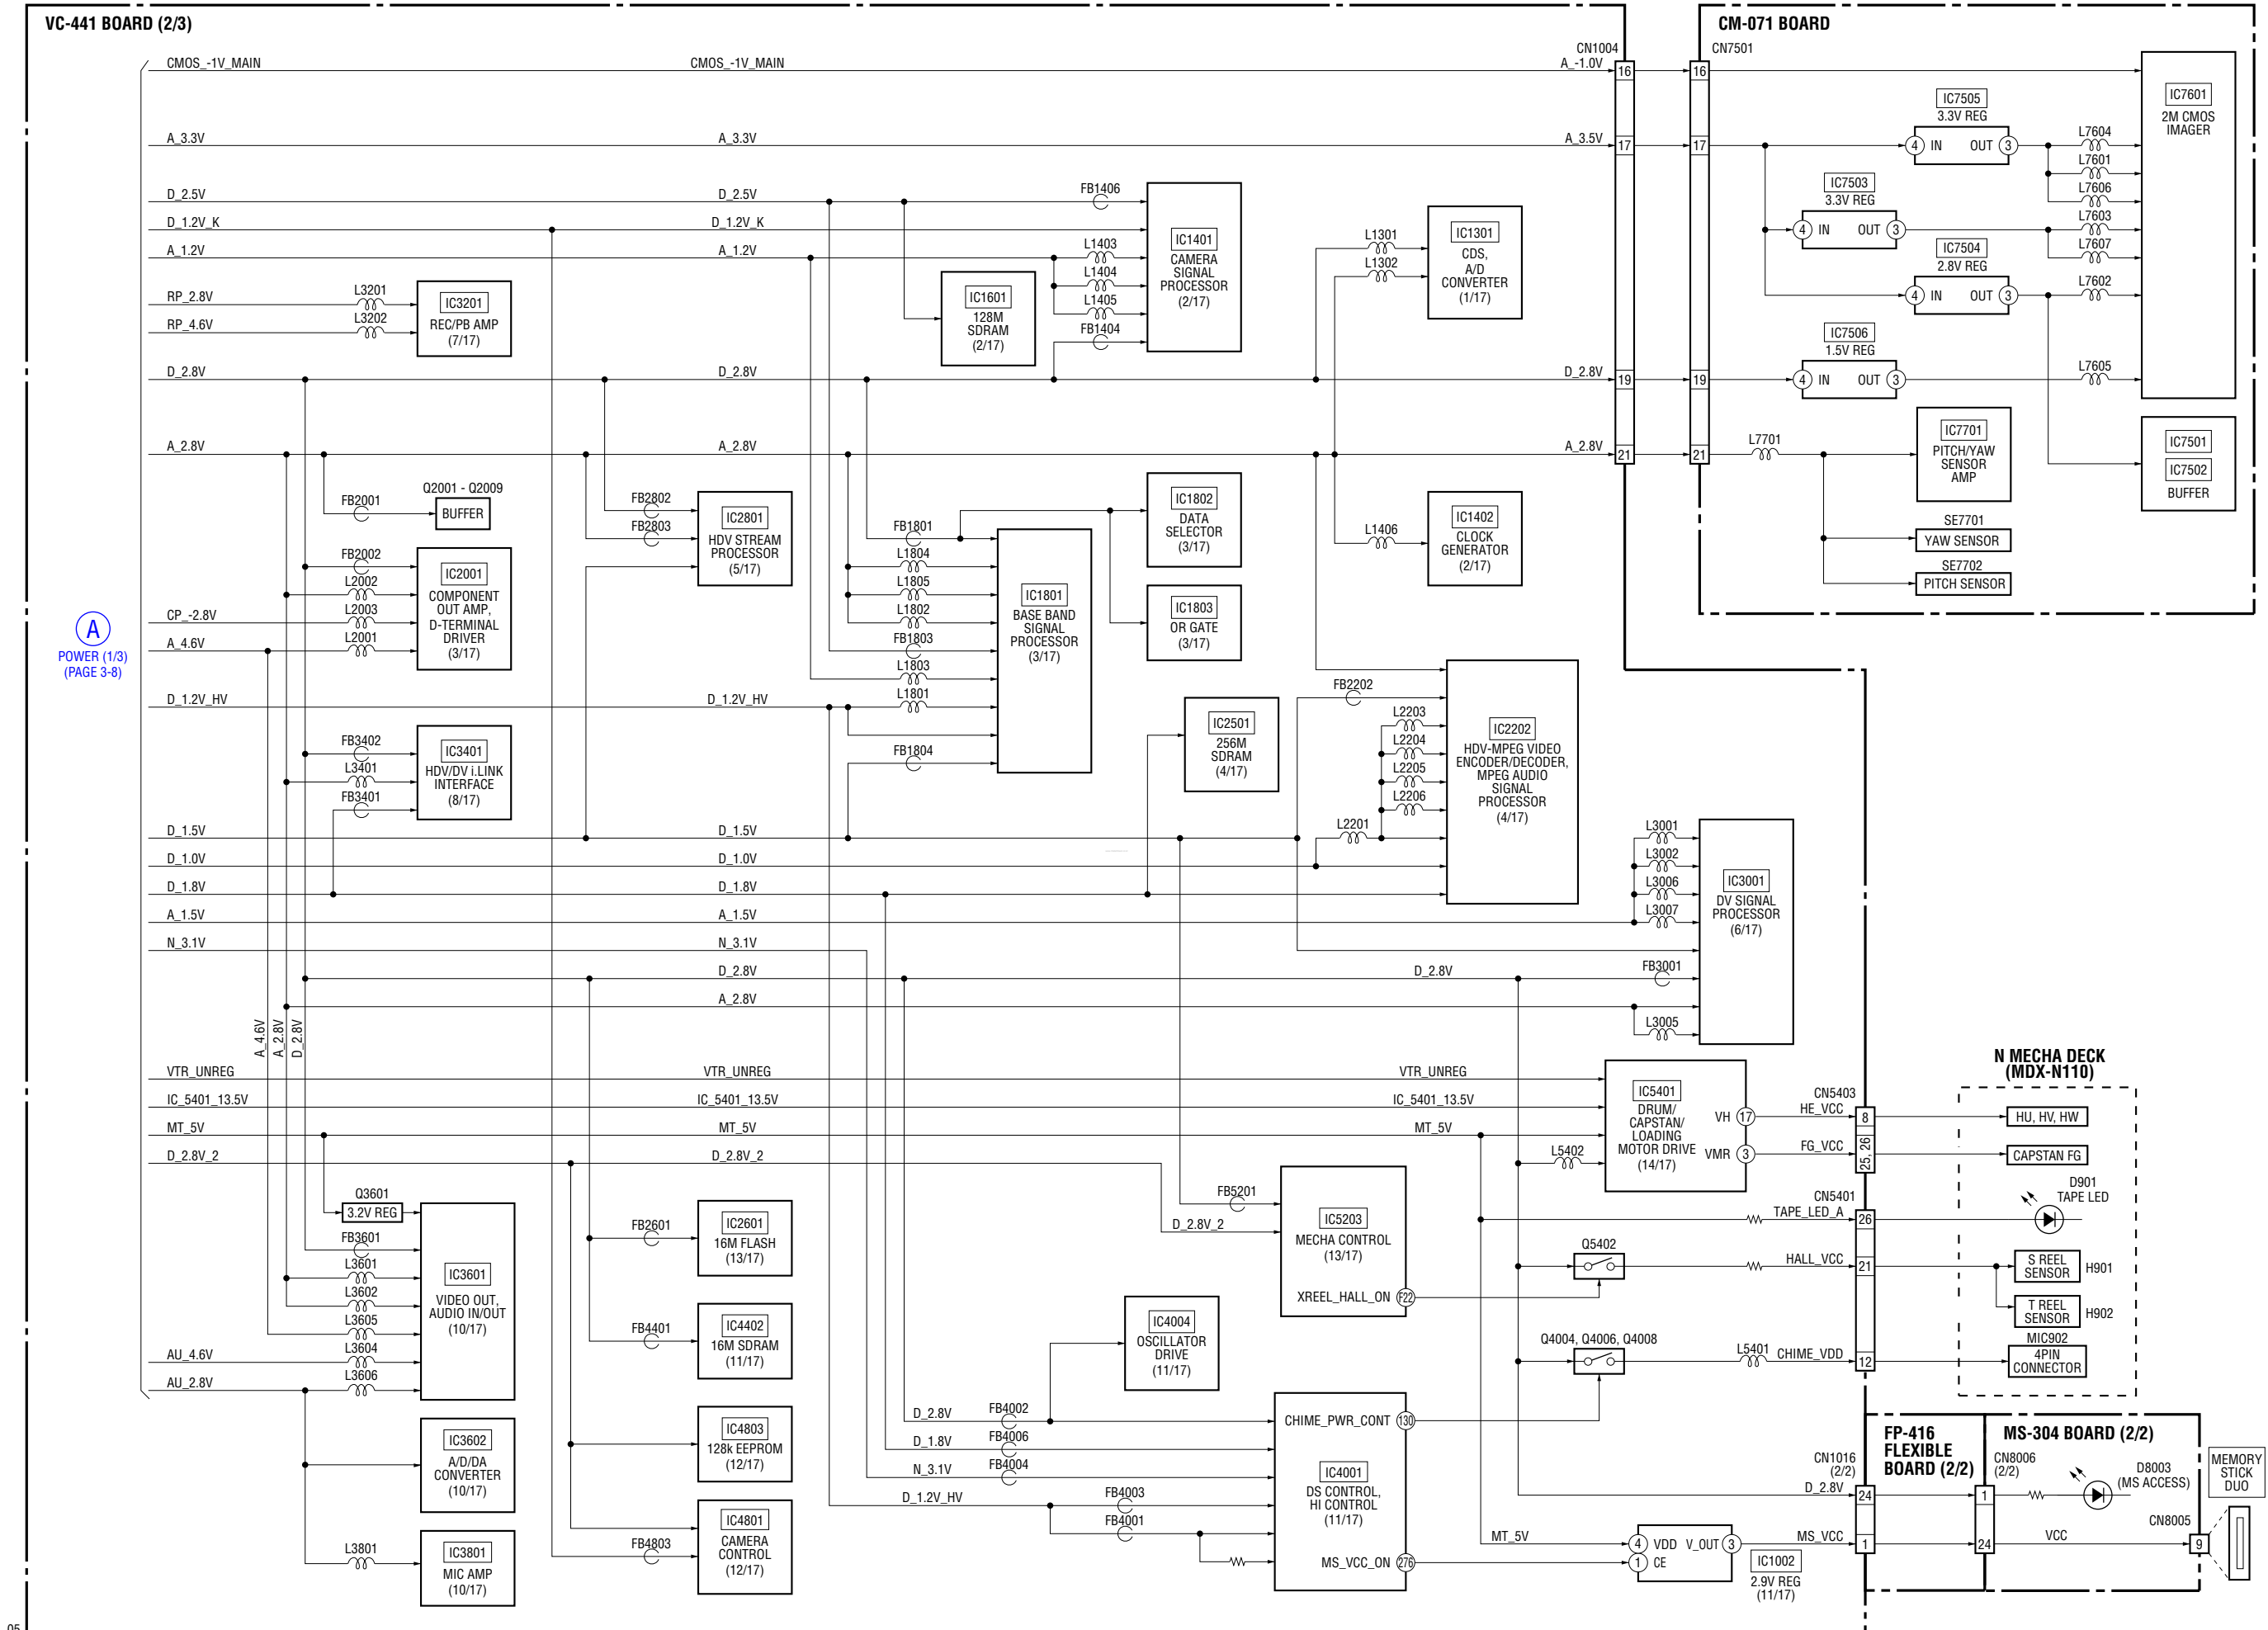 VC-441 BOARD (2/3)
CM-071 BOARD
CMOS_-1V_MAIN
CMOS_-1V_MAIN
CN1004
A_-1.0V
16
CN7501
16
IC7601
2M CMOS
IMAGER
IC7505
3.3V REG
4 IN OUT 3
L7604
L7601
L7606
A_3.3V
A_3.3V
A_3.5V
17
17
IC7503
3.3V REG
4 IN OUT 3
L7603
L7607
IC7504
2.8V REG
4 IN OUT 3
L7602
IC7506
1.5V REG
4 IN OUT 3
L7605
D_2.5V
D_2.5V
FB1406
D_1.2V_K
D_1.2V_K
A_1.2V
A_1.2V
L1403
L1404
L1405
FB1404
IC1401
CAMERA
SIGNAL
PROCESSOR
(2/17)
L1301
L1302
IC1301
CDS,
A/D
CONVERTER
(1/17)
RP_2.8V
L3201
RP_4.6V
L3202
IC3201
REC/PB AMP
(7/17)
IC1601
128M
SDRAM
(2/17)
D_2.8V
D_2.8V
D_2.8V
19
19
A_2.8V
A_2.8V
A_2.8V
21
21
L7701
IC7701
PITCH/YAW
SENSOR
AMP
IC7501
IC7502
BUFFER
SE7701
YAW SENSOR
SE7702
PITCH SENSOR
FB2001
Q2001 - Q2009
BUFFER
FB2802
FB2803
IC2801
HDV STREAM
PROCESSOR
(5/17)
FB1801
L1804
L1805
L1802
FB1803
L1803
L1801
FB1804
IC1801
BASE BAND
SIGNAL
PROCESSOR
(3/17)
IC1802
DATA
SELECTOR
(3/17)
IC1803
OR GATE
(3/17)
L1406
IC1402
CLOCK
GENERATOR
(2/17)
FB2002
L2002
L2003
L2001
IC2001
COMPONENT
OUT AMP,
D-TERMINAL
DRIVER
(3/17)
A
POWER (1/3)
(PAGE 3-8)
CP_-2.8V
A_4.6V
D_1.2V_HV
D_1.2V_HV
FB3402
L3401
FB3401
IC3401
HDV/DV i.LINK
INTERFACE
(8/17)
IC2501
256M
SDRAM
(4/17)
FB2202
L2203
L2204
L2205
L2206
L2201
IC2202
HDV-MPEG VIDEO
ENCODER/DECODER,
MPEG AUDIO
SIGNAL
PROCESSOR
(4/17)
D_1.5V
D_1.5V
D_1.0V
D_1.0V
D_1.8V
D_1.8V
A_1.5V
A_1.5V
N_3.1V
N_3.1V
D_2.8V
D_2.8V
A_2.8V
L3001
L3002
L3006
L3007
FB3001
L3005
IC3001
DV SIGNAL
PROCESSOR
(6/17)
A_4.6V
A_2.8V
D_2.8V
VTR_UNREG
VTR_UNREG
VTR_UNREG
IC_5401_13.5V
IC_5401_13.5V
IC_5401_13.5V
MT_5V
MT_5V
MT_5V
D_2.8V_2
D_2.8V_2
L5402
IC5401
DRUM/
CAPSTAN/
LOADING
MOTOR DRIVE
(14/17)
VH 17
VMR 3
CN5403
HE_VCC
8
FG_VCC
25, 26
N MECHA DECK
(MDX-N110)
HU, HV, HW
CAPSTAN FG
D901
TAPE LED
CN5401
TAPE_LED_A
26
Q5402
HALL_VCC
21
S REEL
SENSOR
H901
T REEL
SENSOR
H902
MIC902
4PIN
CONNECTOR
Q4004, Q4006, Q4008
L5401
CHIME_VDD
12
Q3601
3.2V REG
FB3601
L3601
L3602
L3605
L3604
L3606
IC3601
VIDEO OUT,
AUDIO IN/OUT
(10/17)
AU_4.6V
AU_2.8V
FB2601
IC2601
16M FLASH
(13/17)
FB4401
IC4402
16M SDRAM
(11/17)
IC4803
128k EEPROM
(12/17)
FB4803
IC4801
CAMERA
CONTROL
(12/17)
IC3602
A/D/DA
CONVERTER
(10/17)
L3801
IC3801
MIC AMP
(10/17)
FB5201
D_2.8V_2
IC5203
MECHA CONTROL
(13/17)
XREEL_HALL_ON F22
IC4004
OSCILLATOR
DRIVE
(11/17)
D_2.8V
FB4002
D_1.8V
FB4006
N_3.1V
FB4004
D_1.2V_HV
FB4003
FB4001
CHIME_PWR_CONT 130
IC4001
DS CONTROL,
HI CONTROL
(11/17)
MS_VCC_ON 276
MT_5V
4 VDD V_OUT 3
1 CE
IC1002
2.9V REG
(11/17)
CN1016
(2/2)
D_2.8V
24
MS_VCC
1
FP-416
FLEXIBLE
BOARD (2/2)
MS-304 BOARD (2/2)
CN8006
(2/2)
1
24
D8003
(MS ACCESS)
VCC
CN8005
9
MEMORY
STICK
DUO
05